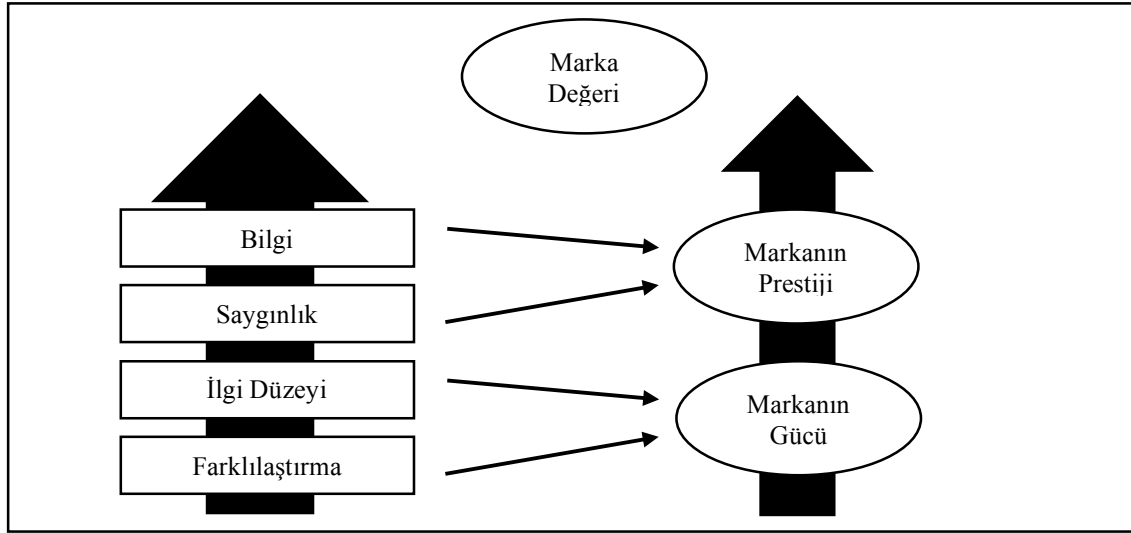 Marka
Değeri
Bilgi
Saygınlık
İlgi Düzeyi
Farklılaştırma
Markanın
Prestiji
Markanın
Gücü